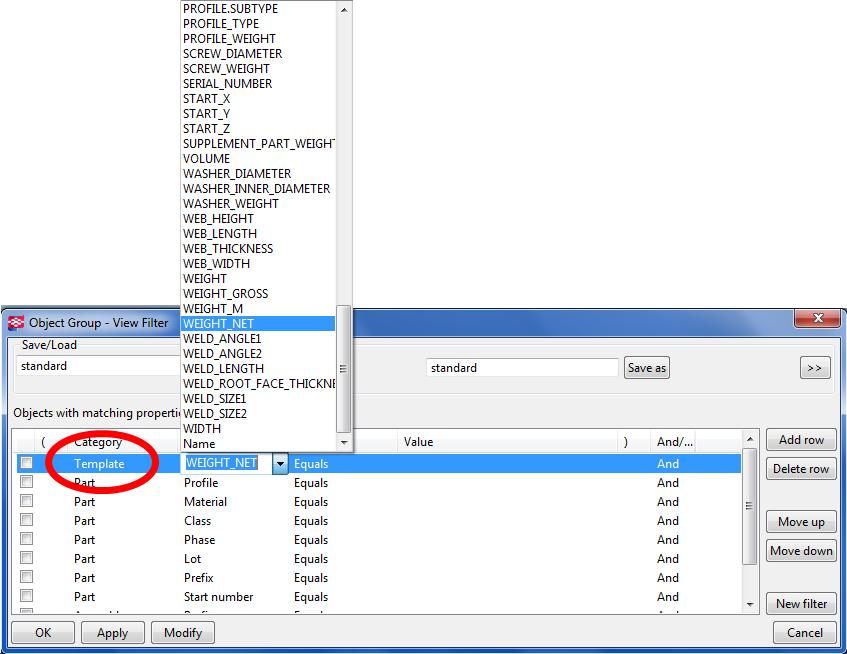 PROFILE.SUBTYPE
PROFILE_TYPE
PROFILE_WEIGHT
SCREW_DIAMETER
SCREW_WEIGHT
SERIAL_NUMBER
START_X
START_Y
START_Z
SUPPLEMENT_PART_WEIGHT
VOLUME
WASHER_DIAMETER
WASHER_INNER_DIAMETER
WASHER_WEIGHT
WEB_HEIGHT
WEB_LENGTH
WEB_THICKNESS
WEB_WIDTH
WEIGHT
WEIGHT_GROSS
WEIGHT_M
WEIGHT_NET
WELD_ANGLE1
WELD_ANGLE2
WELD_LENGTH
WELD_ROOT_FACE_THICKNE
WELD_SIZE1
WELD_SIZE2
WIDTH
Name
Object Group - View Filter
Save/Load
standard standard Save as >>
Objects with matching properti
( Category Value ) And/...
Template WEIGHT_NET Equals And
Part Profile Equals And
Part Material Equals And
Part Class Equals And
Part Phase Equals And
Part Lot Equals And
Part Prefix Equals And
Part Start number Equals And
Add row
Delete row
Move up
Move down
New filter
OK Apply Modify Cancel